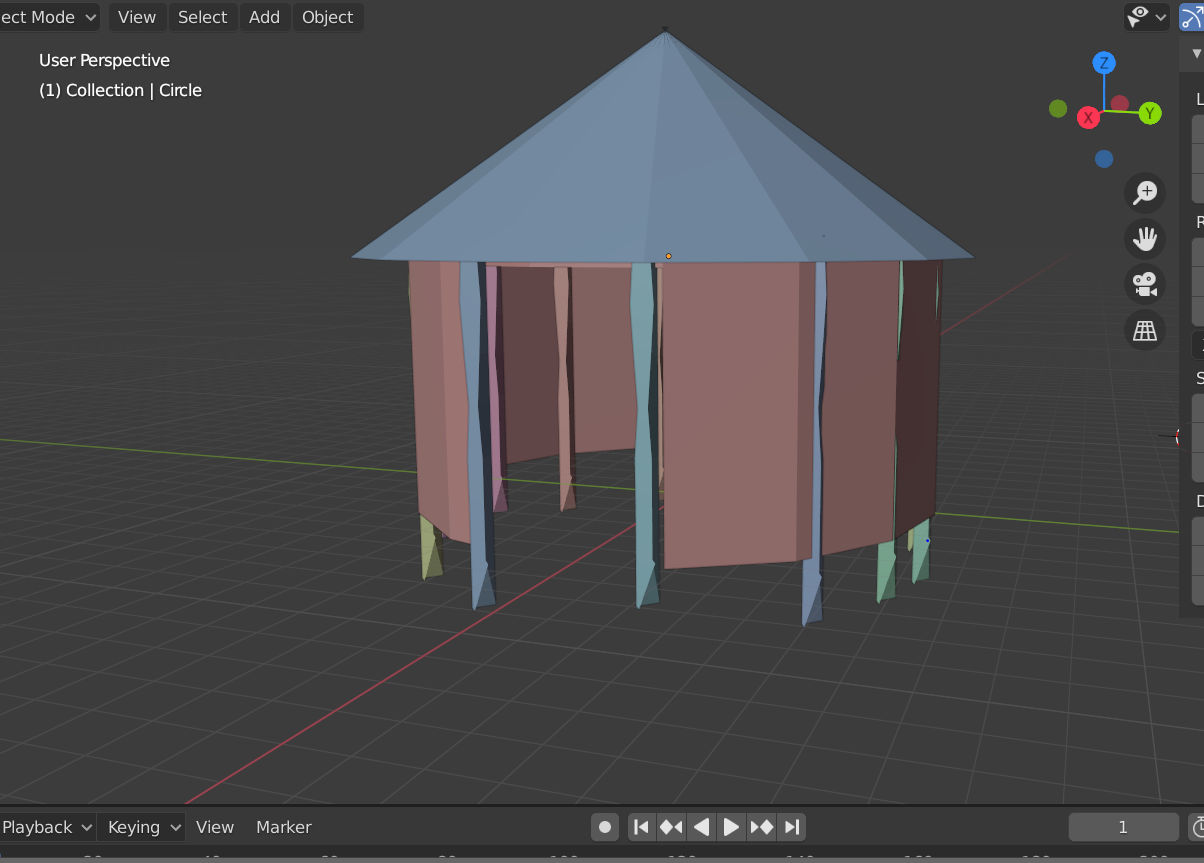 ect Mode View Select Add Object
User Perspective
(1) Collection | Circle
Z
X
Y
L
R
S
D
Playback Keying View Marker
1